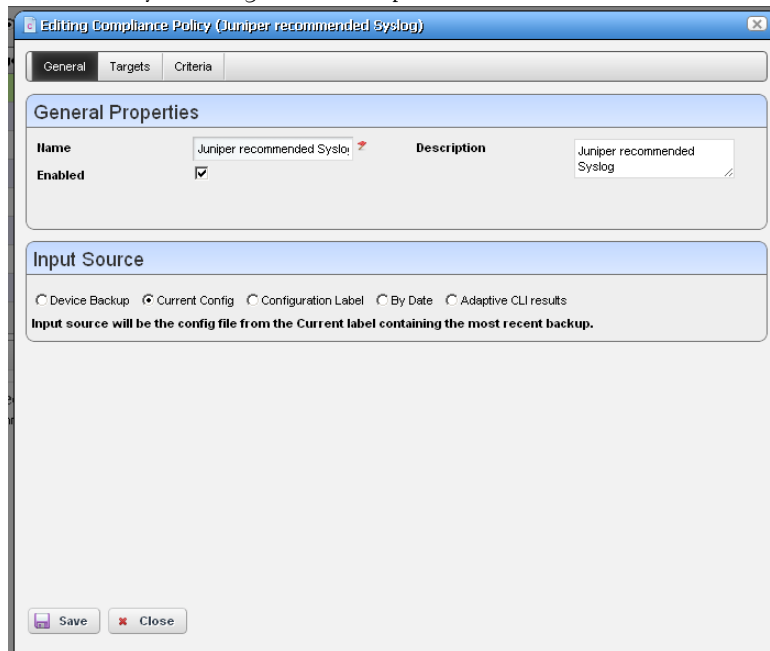 Editing Compliance Policy (Juniper recommended Syslog)
General Targets Criteria
General Properties
Name Juniper recommended Syslo Description Juniper recommended
Syslog
Enabled
Input Source
Device Backup Current Config Configuration Label By Date Adaptive CLI results
Input source will be the config file from the Current label containing the most recent backup.
Save Close